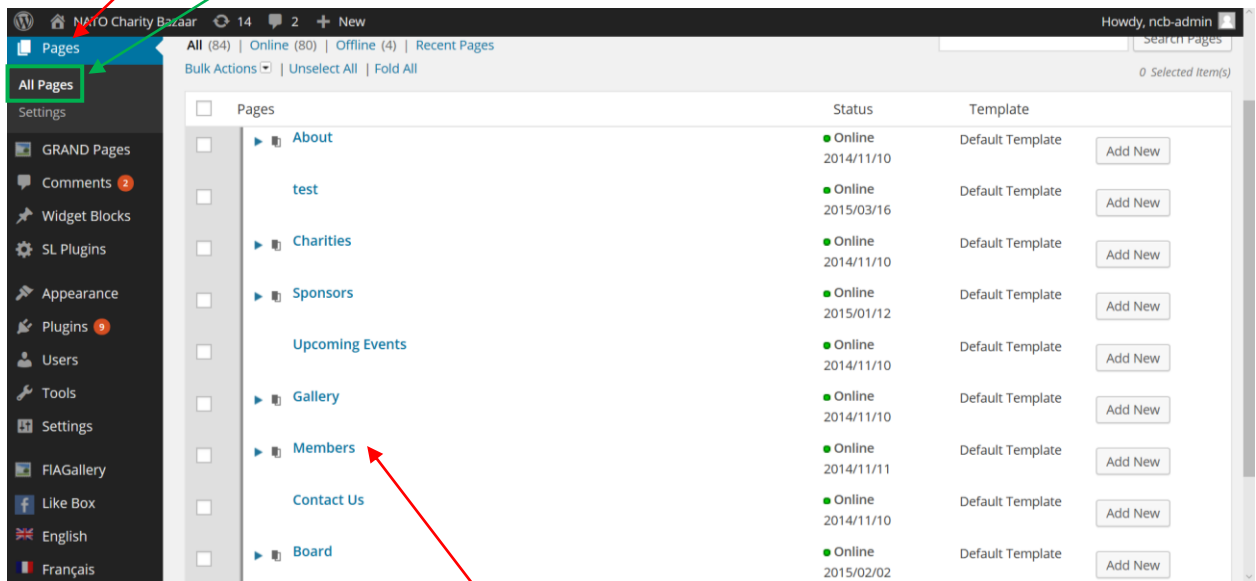 NATO Charity Bazaar 14 2 + New Howdy, ncb-admin
Pages
All Pages
Settings
GRAND Pages
Comments 2
Widget Blocks
SL Plugins
Appearance
Plugins 9
Users
Tools
Settings
FlAGallery
Like Box
English
Français
All (84) | Online (80) | Offline (4) | Recent Pages
Search Pages
Bulk Actions | Unselect All | Fold All
0 Selected Item(s)
Pages Status Template
About Online Default Template Add New
2014/11/10
test Online Default Template Add New
2015/03/16
Charities Online Default Template Add New
2014/11/10
Sponsors Online Default Template Add New
2015/01/12
Upcoming Events Online Default Template Add New
2014/11/10
Gallery Online Default Template Add New
2014/11/10
Members Online Default Template Add New
2014/11/11
Contact Us Online Default Template Add New
2014/11/10
Board Online Default Template Add New
2015/02/02